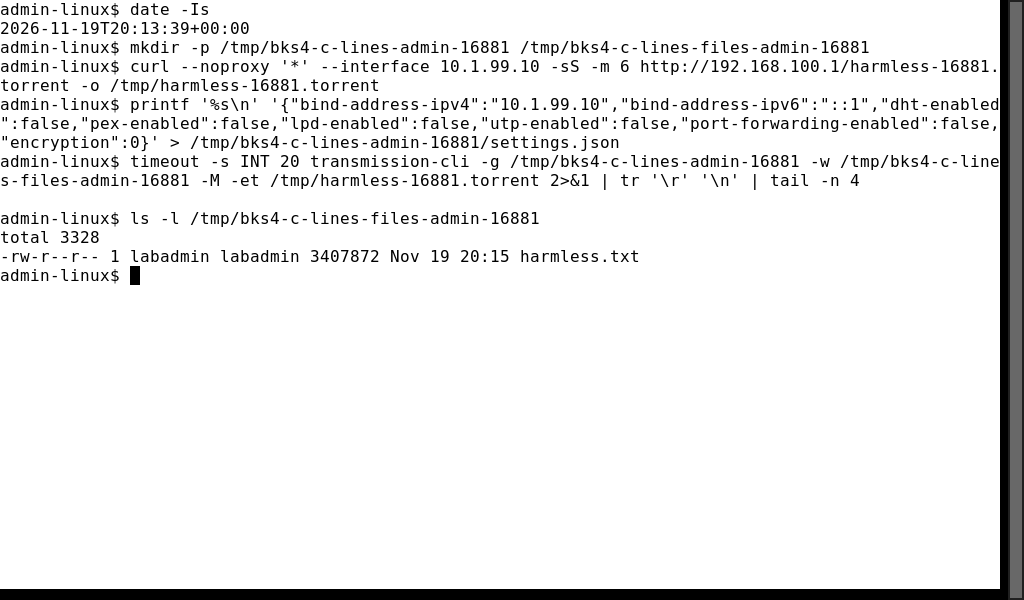 admin-linux$ date -Is
2026-11-19T20:13:39+00:00
admin-linux$ mkdir -p /tmp/bks4-c-lines-admin-16881 /tmp/bks4-c-lines-files-admin-16881
admin-linux$ curl --noproxy '*' --interface 10.1.99.10 -sS -m 6 http://192.168.100.1/harmless-16881.
torrent -o /tmp/harmless-16881.torrent
admin-linux$ printf '%s\n' '{"bind-address-ipv4":"10.1.99.10","bind-address-ipv6":"::1","dht-enabled
":false,"pex-enabled":false,"lpd-enabled":false,"utp-enabled":false,"port-forwarding-enabled":false,
"encryption":0}' > /tmp/bks4-c-lines-admin-16881/settings.json
admin-linux$ timeout -s INT 20 transmission-cli -g /tmp/bks4-c-lines-admin-16881 -w /tmp/bks4-c-line
s-files-admin-16881 -M -et /tmp/harmless-16881.torrent 2>&1 | tr '\r' '\n' | tail -n 4
admin-linux$ ls -l /tmp/bks4-c-lines-files-admin-16881
total 3328
-rw-r--r-- 1 labadmin labadmin 3407872 Nov 19 20:15 harmless.txt
admin-linux$